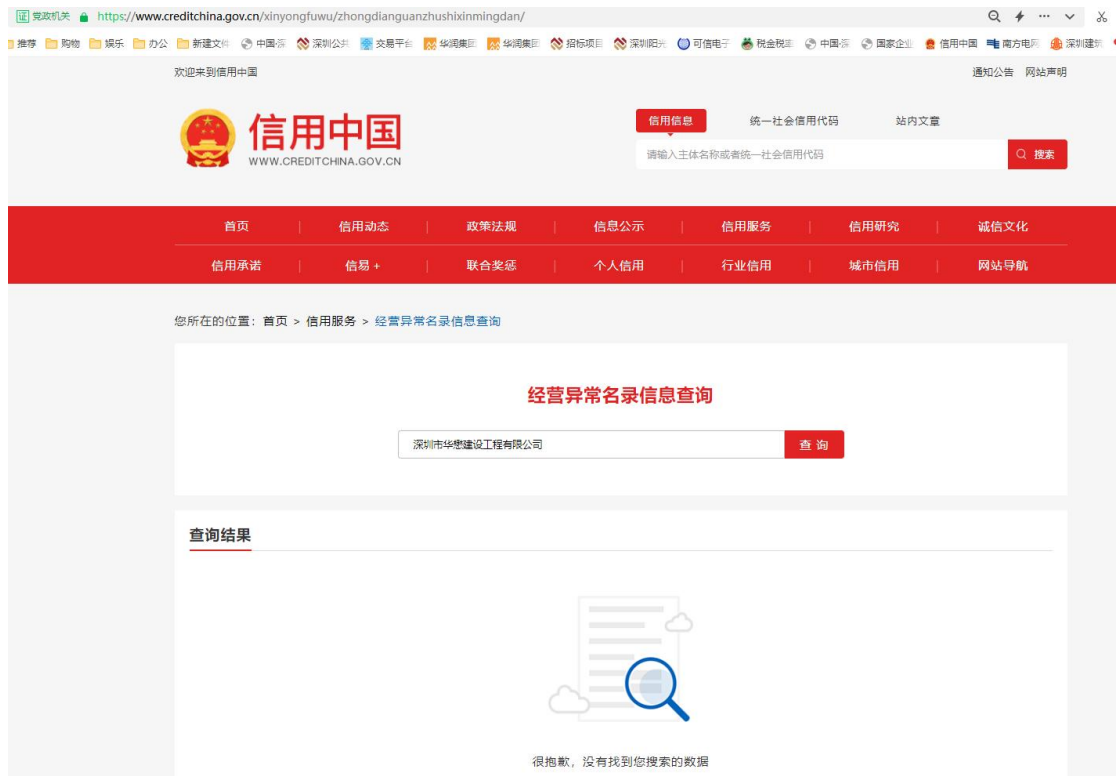 证 党政机关 https://www.creditchina.gov.cn/xinyongfuwu/zhongdianguanzhushixinmingdan/
推荐 购物 娱乐 办公 新建文件 中国 深圳公共 交易平台 华润集团 华润集团 招标项目 深圳阳光 可信电子 税金税 中国 国家企业 信用中国 南方电网 深圳建筑
欢迎来到信用中国 通知公告 网站声明
信用信息 统一社会信用代码 站内文章
信用中国
WWW.CREDITCHINA.GOV.CN
请输入主体名称或者统一社会信用代码 搜索
首页 信用动态 政策法规 信息公示 信用服务 信用研究 诚信文化
信用承诺 信易+ 联合奖惩 个人信用 行业信用 城市信用 网站导航
您所在的位置: 首页 > 信用服务 > 经营异常名录信息查询
经营异常名录信息查询
深圳市华懋建设工程有限公司 查询
查询结果
很抱歉，没有找到您搜索的数据